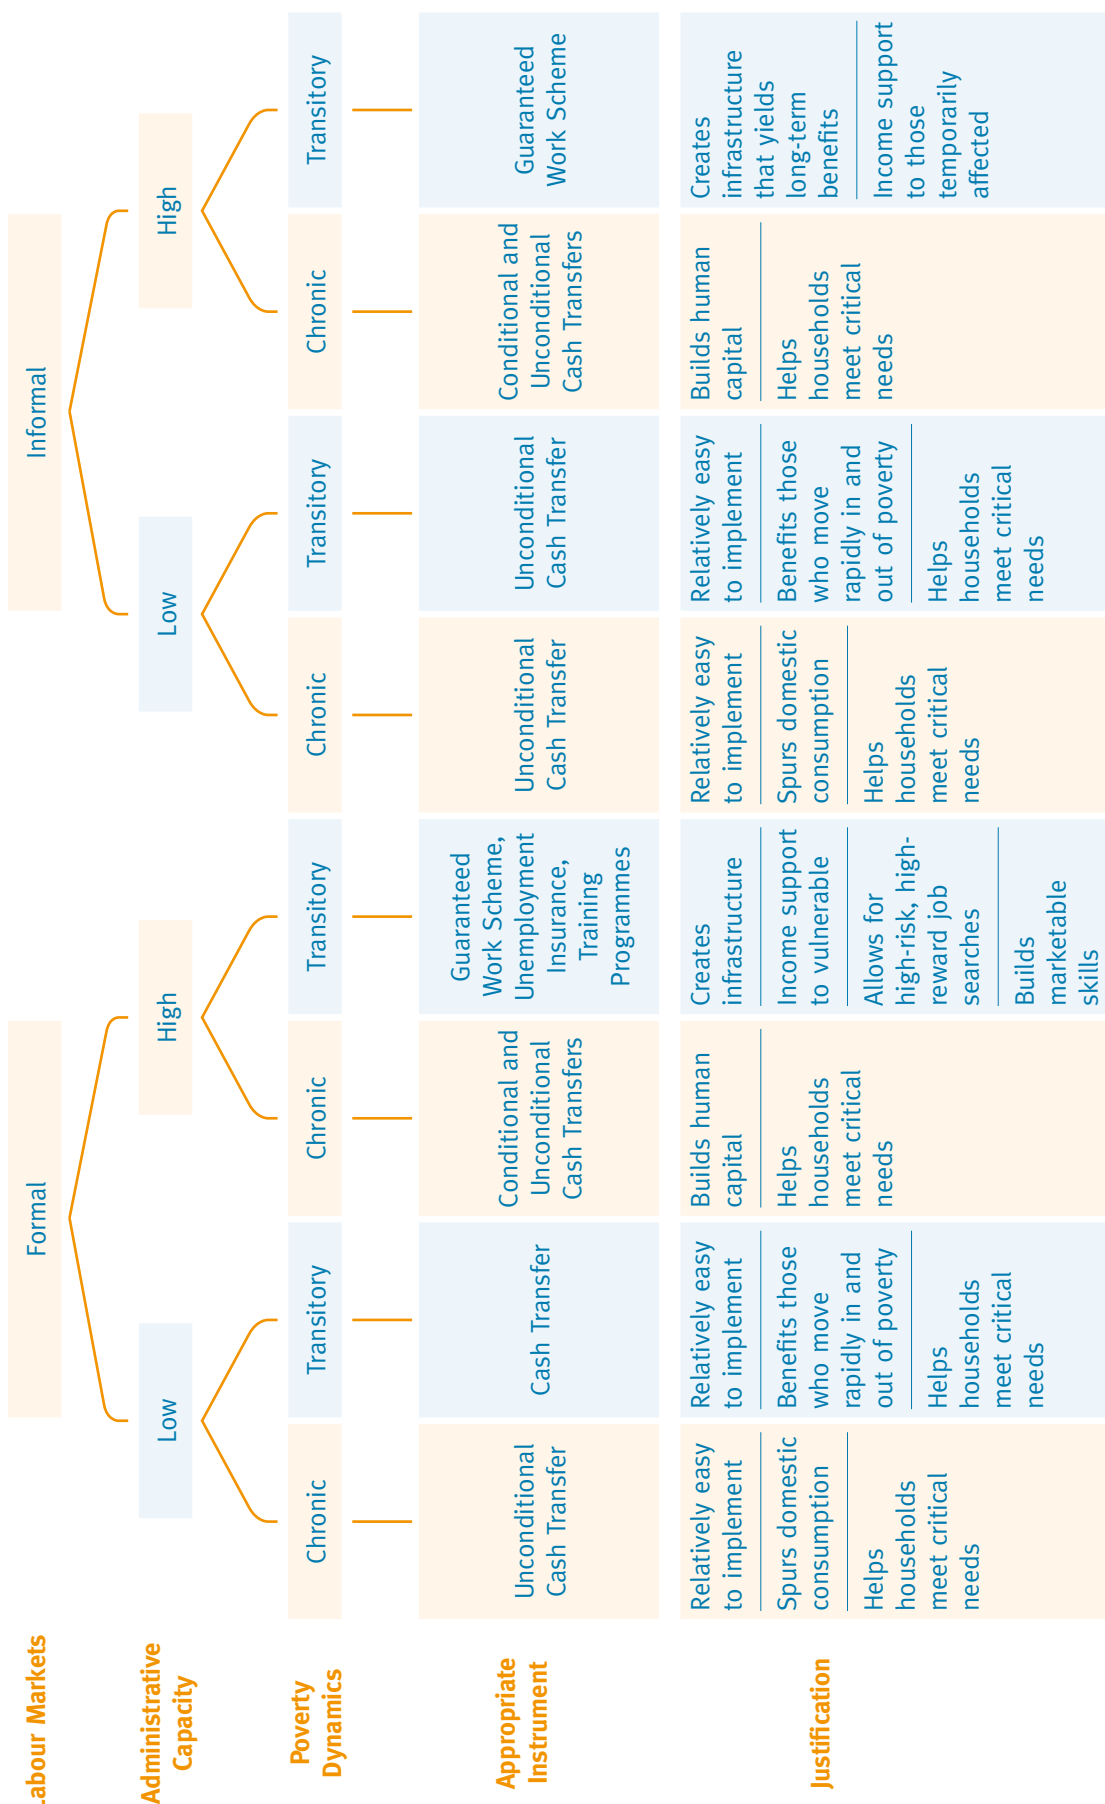 Labour Markets
Formal
Informal
Administrative
Capacity
Low
High
Low
High
Poverty
Dynamics
Chronic
Transitory
Chronic
Transitory
Chronic
Transitory
Chronic
Transitory
Appropriate
Instrument
Unconditional
Cash Transfer
Cash Transfer
Conditional and
Unconditional
Cash Transfers
Guaranteed
Work Scheme,
Unemployment
Insurance,
Training
Programmes
Unconditional
Cash Transfer
Unconditional
Cash Transfer
Conditional and
Unconditional
Cash Transfers
Guaranteed
Work Scheme
Justification
Relatively easy
to implement
Spurs domestic
consumption
Helps
households
meet critical
needs
Relatively easy
to implement
Benefits those
who move
rapidly in and
out of poverty
Helps
households
meet critical
needs
Builds human
capital
Helps
households
meet critical
needs
Creates
infrastructure
Income support
to vulnerable
Allows for
high-risk, high-
reward job
searches
Builds
marketable
skills
Relatively easy
to implement
Spurs domestic
consumption
Helps
households
meet critical
needs
Relatively easy
to implement
Benefits those
who move
rapidly in and
out of poverty
Helps
households
meet critical
needs
Builds human
capital
Helps
households
meet critical
needs
Creates
infrastructure
that yields
long-term
benefits
Income support
to those
temporarily
affected